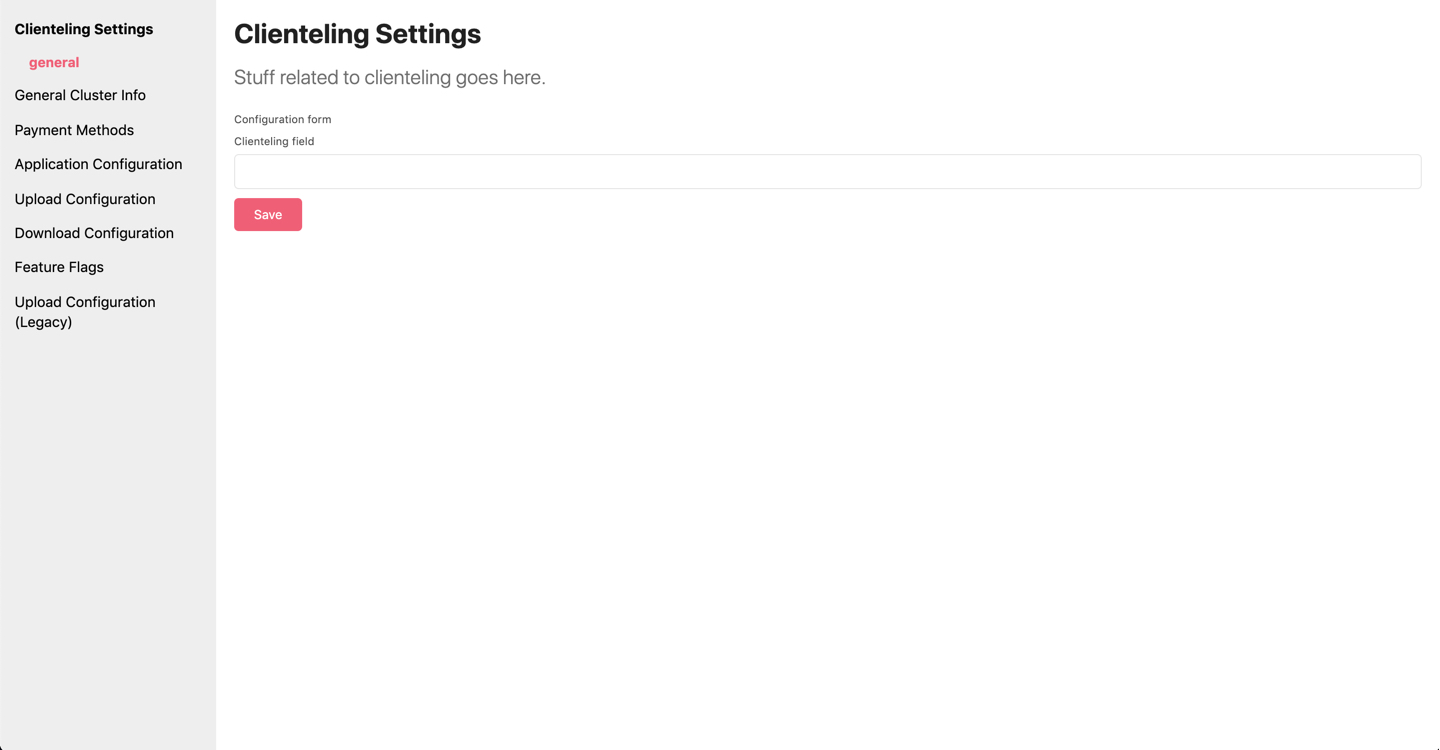 Clienteling Settings
general
General Cluster Info
Payment Methods
Application Configuration
Upload Configuration
Download Configuration
Feature Flags
Upload Configuration
(Legacy)
Clienteling Settings
Stuff related to clienteling goes here.
Configuration form
Clienteling field
Save